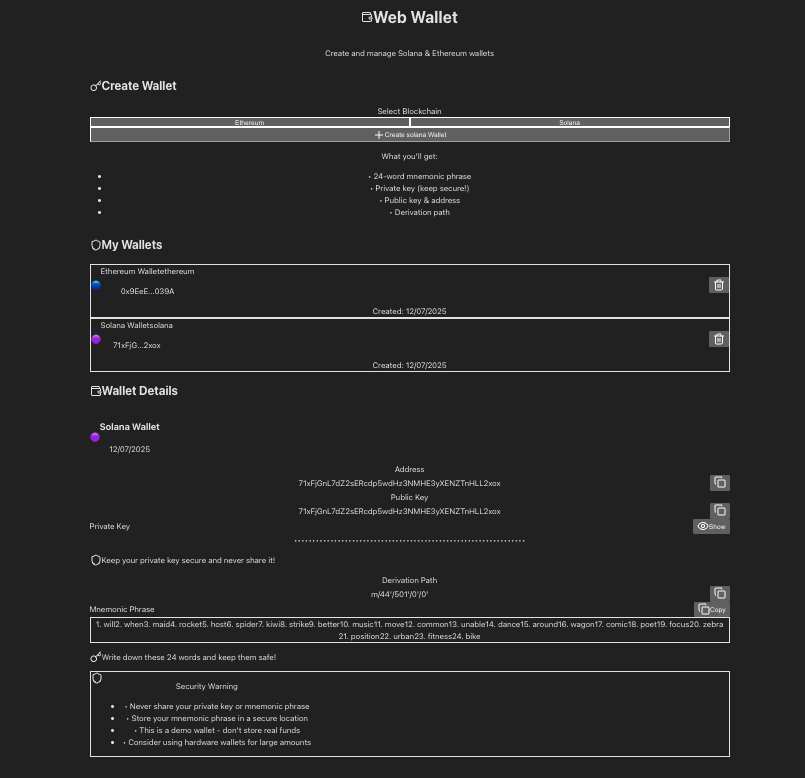 Web Wallet
Create and manage Solana & Ethereum wallets
Create Wallet
Select Blockchain
Ethereum Solana
Create solana Wallet
What you'll get:
• 24-word mnemonic phrase
• Private key (keep secure!)
• Public key & address
• Derivation path
My Wallets
Ethereum Walletethereum
0x9EeE...039A
Created: 12/07/2025
Solana Walletsolana
71xFjG...2xox
Created: 12/07/2025
Wallet Details
Solana Wallet
12/07/2025
Address
71xFjGnL7dZ2sERcdp5wdHz3NMHE3yXENZTnHLL2xox
Public Key
71xFjGnL7dZ2sERcdp5wdHz3NMHE3yXENZTnHLL2xox
Private Key Show
Keep your private key secure and never share it!
Derivation Path
m/44'/501'/0'/0'
Mnemonic Phrase Copy
1. will2. when3. maid4. rocket5. host6. spider7. kiwi8. strike9. better10. music11. move12. common13. unable14. dance15. around16. wagon17. comic18. poet19. focus20. zebra
21. position22. urban23. fitness24. bike
Write down these 24 words and keep them safe!
Security Warning
• Never share your private key or mnemonic phrase
• Store your mnemonic phrase in a secure location
• This is a demo wallet - don't store real funds
• Consider using hardware wallets for large amounts